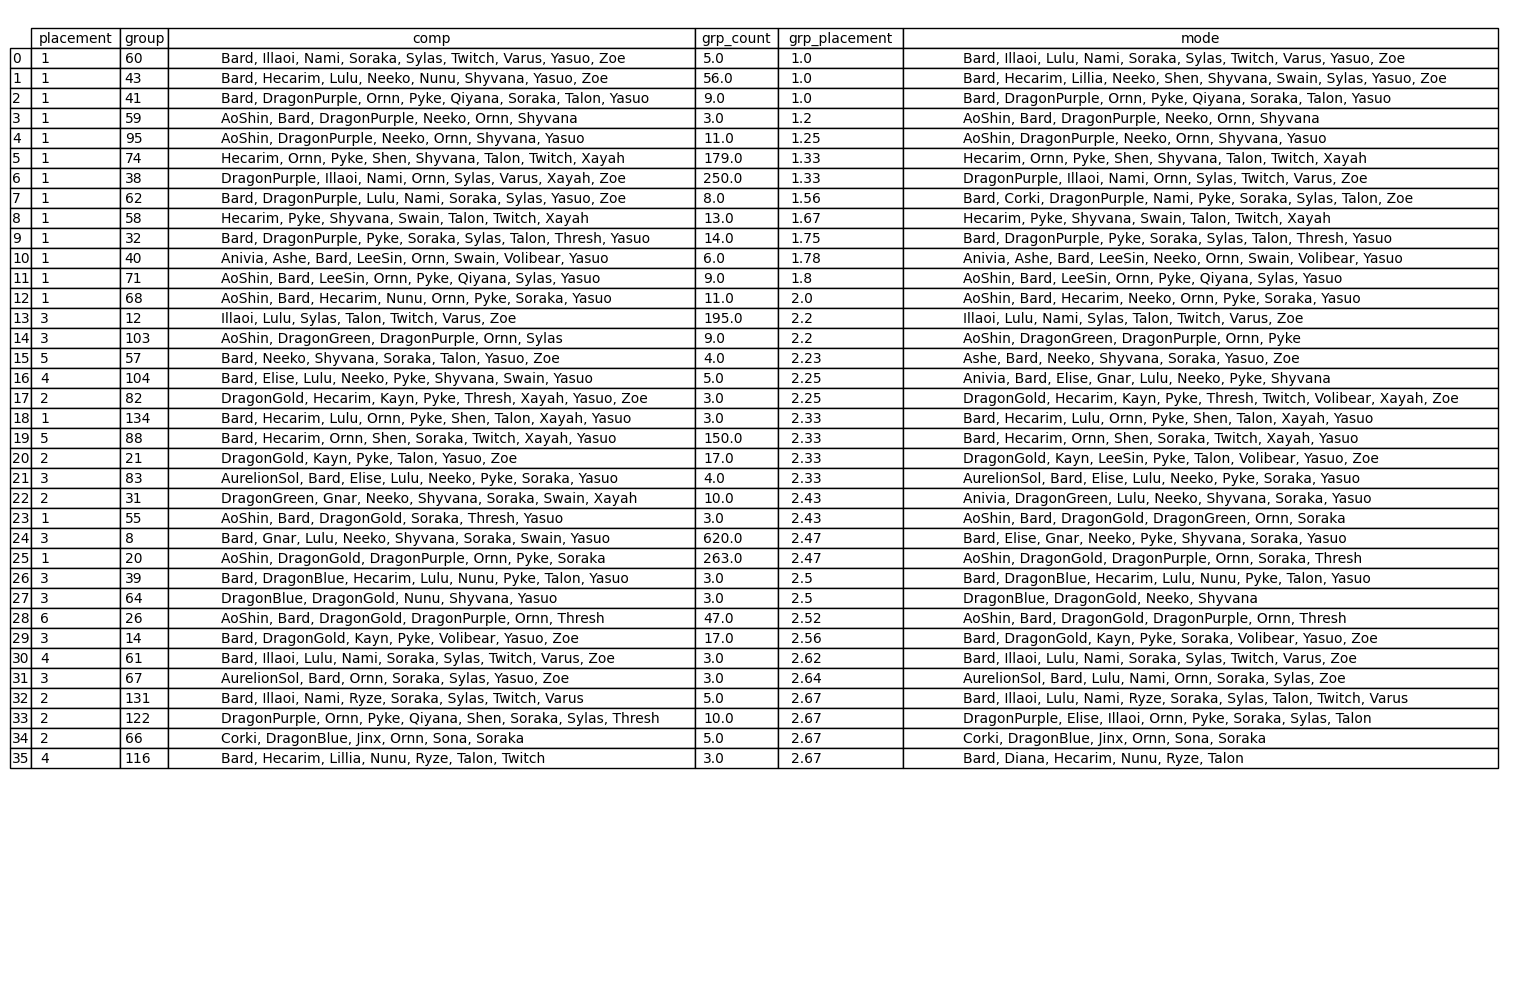 placement group comp grp_count grp_placement mode
0 1 60 Bard, Illaoi, Nami, Soraka, Sylas, Twitch, Varus, Yasuo, Zoe 5.0 1.0 Bard, Illaoi, Lulu, Nami, Soraka, Sylas, Twitch, Varus, Yasuo, Zoe
1 1 43 Bard, Hecarim, Lulu, Neeko, Nunu, Shyvana, Yasuo, Zoe 56.0 1.0 Bard, Hecarim, Lillia, Neeko, Shen, Shyvana, Swain, Sylas, Yasuo, Zoe
2 1 41 Bard, DragonPurple, Ornn, Pyke, Qiyana, Soraka, Talon, Yasuo 9.0 1.0 Bard, DragonPurple, Ornn, Pyke, Qiyana, Soraka, Talon, Yasuo
3 1 59 AoShin, Bard, DragonPurple, Neeko, Ornn, Shyvana 3.0 1.2 AoShin, Bard, DragonPurple, Neeko, Ornn, Shyvana
4 1 95 AoShin, DragonPurple, Neeko, Ornn, Shyvana, Yasuo 11.0 1.25 AoShin, DragonPurple, Neeko, Ornn, Shyvana, Yasuo
5 1 74 Hecarim, Ornn, Pyke, Shen, Shyvana, Talon, Twitch, Xayah 179.0 1.33 Hecarim, Ornn, Pyke, Shen, Shyvana, Talon, Twitch, Xayah
6 1 38 DragonPurple, Illaoi, Nami, Ornn, Sylas, Varus, Xayah, Zoe 250.0 1.33 DragonPurple, Illaoi, Nami, Ornn, Sylas, Twitch, Varus, Zoe
7 1 62 Bard, DragonPurple, Lulu, Nami, Soraka, Sylas, Yasuo, Zoe 8.0 1.56 Bard, Corki, DragonPurple, Nami, Pyke, Soraka, Sylas, Talon, Zoe
8 1 58 Hecarim, Pyke, Shyvana, Swain, Talon, Twitch, Xayah 13.0 1.67 Hecarim, Pyke, Shyvana, Swain, Talon, Twitch, Xayah
9 1 32 Bard, DragonPurple, Pyke, Soraka, Sylas, Talon, Thresh, Yasuo 14.0 1.75 Bard, DragonPurple, Pyke, Soraka, Sylas, Talon, Thresh, Yasuo
10 1 40 Anivia, Ashe, Bard, LeeSin, Ornn, Swain, Volibear, Yasuo 6.0 1.78 Anivia, Ashe, Bard, LeeSin, Neeko, Ornn, Swain, Volibear, Yasuo
11 1 71 AoShin, Bard, LeeSin, Ornn, Pyke, Qiyana, Sylas, Yasuo 9.0 1.8 AoShin, Bard, LeeSin, Ornn, Pyke, Qiyana, Sylas, Yasuo
12 1 68 AoShin, Bard, Hecarim, Nunu, Ornn, Pyke, Soraka, Yasuo 11.0 2.0 AoShin, Bard, Hecarim, Neeko, Ornn, Pyke, Soraka, Yasuo
13 3 12 Illaoi, Lulu, Sylas, Talon, Twitch, Varus, Zoe 195.0 2.2 Illaoi, Lulu, Nami, Sylas, Talon, Twitch, Varus, Zoe
14 3 103 AoShin, DragonGreen, DragonPurple, Ornn, Sylas 9.0 2.2 AoShin, DragonGreen, DragonPurple, Ornn, Pyke
15 5 57 Bard, Neeko, Shyvana, Soraka, Talon, Yasuo, Zoe 4.0 2.23 Ashe, Bard, Neeko, Shyvana, Soraka, Yasuo, Zoe
16 4 104 Bard, Elise, Lulu, Neeko, Pyke, Shyvana, Swain, Yasuo 5.0 2.25 Anivia, Bard, Elise, Gnar, Lulu, Neeko, Pyke, Shyvana
17 2 82 DragonGold, Hecarim, Kayn, Pyke, Thresh, Xayah, Yasuo, Zoe 3.0 2.25 DragonGold, Hecarim, Kayn, Pyke, Thresh, Twitch, Volibear, Xayah, Zoe
18 1 134 Bard, Hecarim, Lulu, Ornn, Pyke, Shen, Talon, Xayah, Yasuo 3.0 2.33 Bard, Hecarim, Lulu, Ornn, Pyke, Shen, Talon, Xayah, Yasuo
19 5 88 Bard, Hecarim, Ornn, Shen, Soraka, Twitch, Xayah, Yasuo 150.0 2.33 Bard, Hecarim, Ornn, Shen, Soraka, Twitch, Xayah, Yasuo
20 2 21 DragonGold, Kayn, Pyke, Talon, Yasuo, Zoe 17.0 2.33 DragonGold, Kayn, LeeSin, Pyke, Talon, Volibear, Yasuo, Zoe
21 3 83 AurelionSol, Bard, Elise, Lulu, Neeko, Pyke, Soraka, Yasuo 4.0 2.33 AurelionSol, Bard, Elise, Lulu, Neeko, Pyke, Soraka, Yasuo
22 2 31 DragonGreen, Gnar, Neeko, Shyvana, Soraka, Swain, Xayah 10.0 2.43 Anivia, DragonGreen, Lulu, Neeko, Shyvana, Soraka, Yasuo
23 1 55 AoShin, Bard, DragonGold, Soraka, Thresh, Yasuo 3.0 2.43 AoShin, Bard, DragonGold, DragonGreen, Ornn, Soraka
24 3 8 Bard, Gnar, Lulu, Neeko, Shyvana, Soraka, Swain, Yasuo 620.0 2.47 Bard, Elise, Gnar, Neeko, Pyke, Shyvana, Soraka, Yasuo
25 1 20 AoShin, DragonGold, DragonPurple, Ornn, Pyke, Soraka 263.0 2.47 AoShin, DragonGold, DragonPurple, Ornn, Soraka, Thresh
26 3 39 Bard, DragonBlue, Hecarim, Lulu, Nunu, Pyke, Talon, Yasuo 3.0 2.5 Bard, DragonBlue, Hecarim, Lulu, Nunu, Pyke, Talon, Yasuo
27 3 64 DragonBlue, DragonGold, Nunu, Shyvana, Yasuo 3.0 2.5 DragonBlue, DragonGold, Neeko, Shyvana
28 6 26 AoShin, Bard, DragonGold, DragonPurple, Ornn, Thresh 47.0 2.52 AoShin, Bard, DragonGold, DragonPurple, Ornn, Thresh
29 3 14 Bard, DragonGold, Kayn, Pyke, Volibear, Yasuo, Zoe 17.0 2.56 Bard, DragonGold, Kayn, Pyke, Soraka, Volibear, Yasuo, Zoe
30 4 61 Bard, Illaoi, Lulu, Nami, Soraka, Sylas, Twitch, Varus, Zoe 3.0 2.62 Bard, Illaoi, Lulu, Nami, Soraka, Sylas, Twitch, Varus, Zoe
31 3 67 AurelionSol, Bard, Ornn, Soraka, Sylas, Yasuo, Zoe 3.0 2.64 AurelionSol, Bard, Lulu, Nami, Ornn, Soraka, Sylas, Zoe
32 2 131 Bard, Illaoi, Nami, Ryze, Soraka, Sylas, Twitch, Varus 5.0 2.67 Bard, Illaoi, Lulu, Nami, Ryze, Soraka, Sylas, Talon, Twitch, Varus
33 2 122 DragonPurple, Ornn, Pyke, Qiyana, Shen, Soraka, Sylas, Thresh 10.0 2.67 DragonPurple, Elise, Illaoi, Ornn, Pyke, Soraka, Sylas, Talon
34 2 66 Corki, DragonBlue, Jinx, Ornn, Sona, Soraka 5.0 2.67 Corki, DragonBlue, Jinx, Ornn, Sona, Soraka
35 4 116 Bard, Hecarim, Lillia, Nunu, Ryze, Talon, Twitch 3.0 2.67 Bard, Diana, Hecarim, Nunu, Ryze, Talon